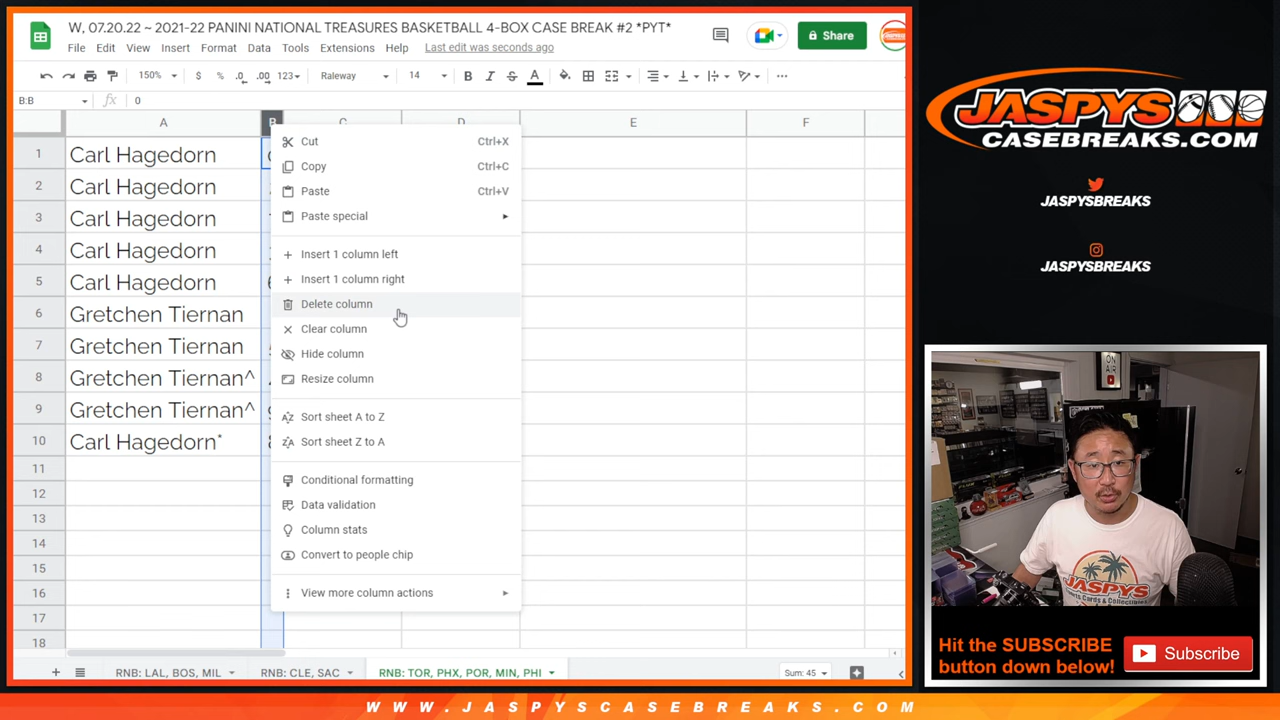 W, 07.20.22 ~ 2021-22 PANINI NATIONAL TREASURES BASKETBALL 4-BOX CASE BREAK #2 *PYT*
File Edit View Insert Format Data Tools Extensions Help Last edit was seconds ago
Share
150% $ % .0 .00 123 Raleway 14 B I S A
B:B fx 0
A B C D E F
1 Carl Hagedorn
2 Carl Hagedorn
3 Carl Hagedorn
4 Carl Hagedorn
5 Carl Hagedorn
6 Gretchen Tiernan
7 Gretchen Tiernan
8 Gretchen Tiernan^
9 Gretchen Tiernan^
10 Carl Hagedorn*
11
12
13
14
15
16
17
18
Cut Ctrl+X
Copy Ctrl+C
Paste Ctrl+V
Paste special
Insert 1 column left
Insert 1 column right
Delete column
Clear column
Hide column
Resize column
Sort sheet A to Z
Sort sheet Z to A
Conditional formatting
Data validation
Column stats
Convert to people chip
View more column actions
RNB: LAL, BOS, MIL RNB: CLE, SAC RNB: TOR, PHX, POR, MIN, PHI Sum: 45
JASPYS
CASEBREAKS.COM
JASPYSBREAKS
JASPYSBREAKS
ON
AIR
JASPYS
Hit the SUBSCRIBE
button down below!
Subscribe
WWW.JASPYSCASEBREAKS.COM